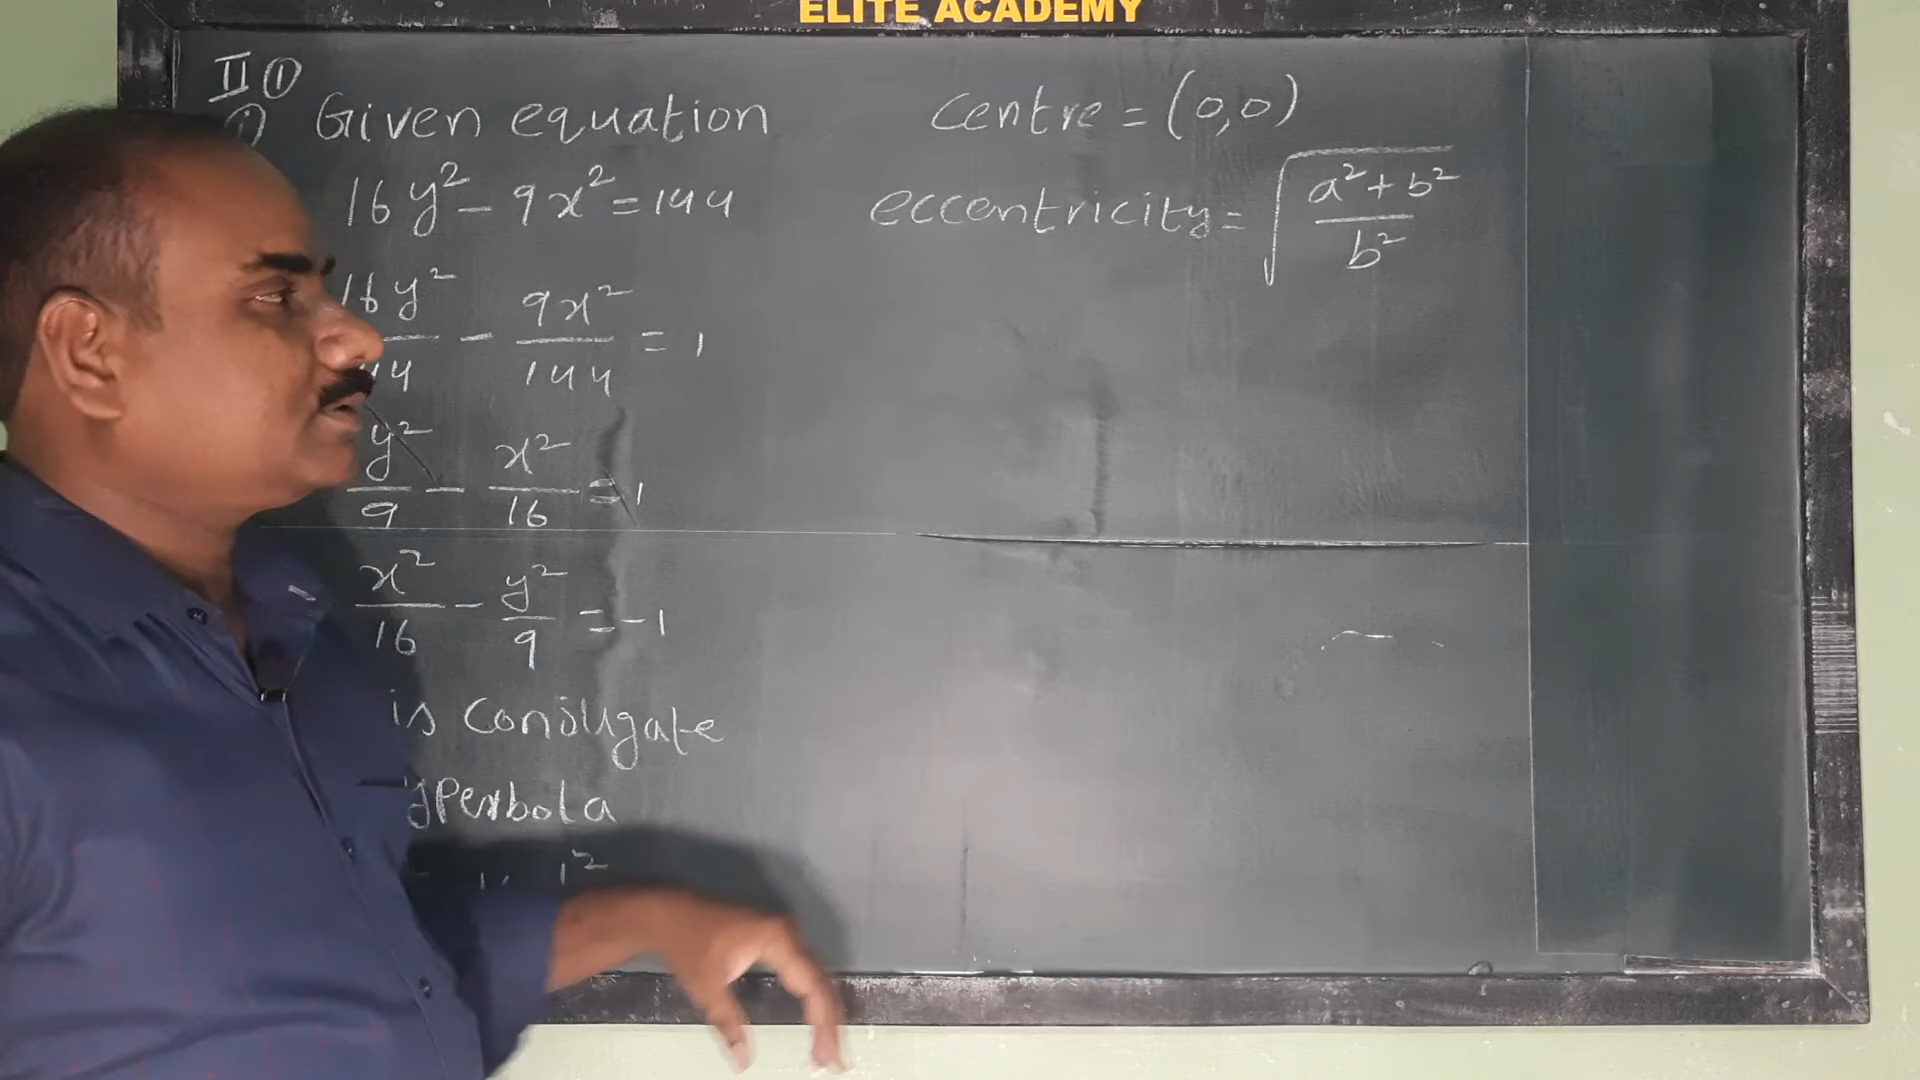 ELITE ACADEMY
II ①
Given equation
16y² - 9x² = 144
16y²/144 - 9x²/144 = 1
y²/9 - x²/16 = 1
x²/16 - y²/9 = -1
is conjugate
yperbola
centre = (0,0)
eccentricity = √((a²+b²)/b²)